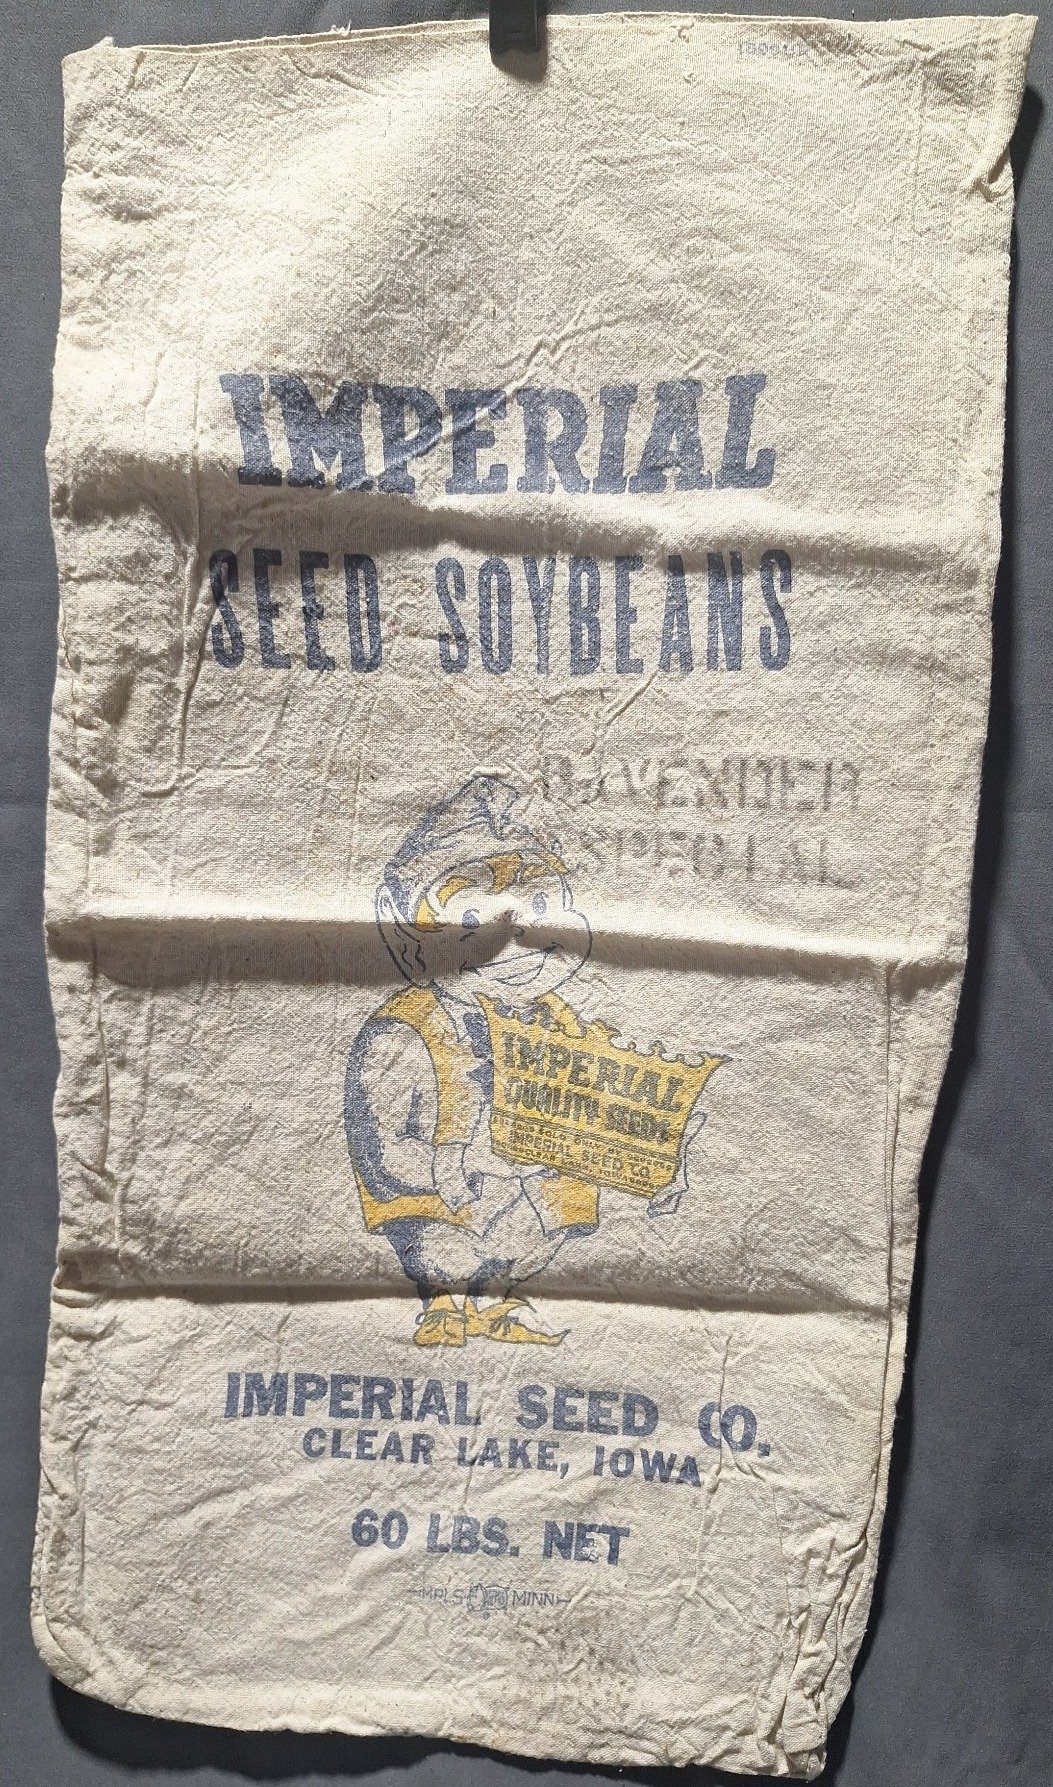 IMPERIAL
SEED SOYBEANS
IMPERIAL
QUALITY SEEDS
IMPERIAL SEED CO
IMPERIAL SEED CO.
CLEAR LAKE, IOWA
60 LBS. NET
MPLS MINN